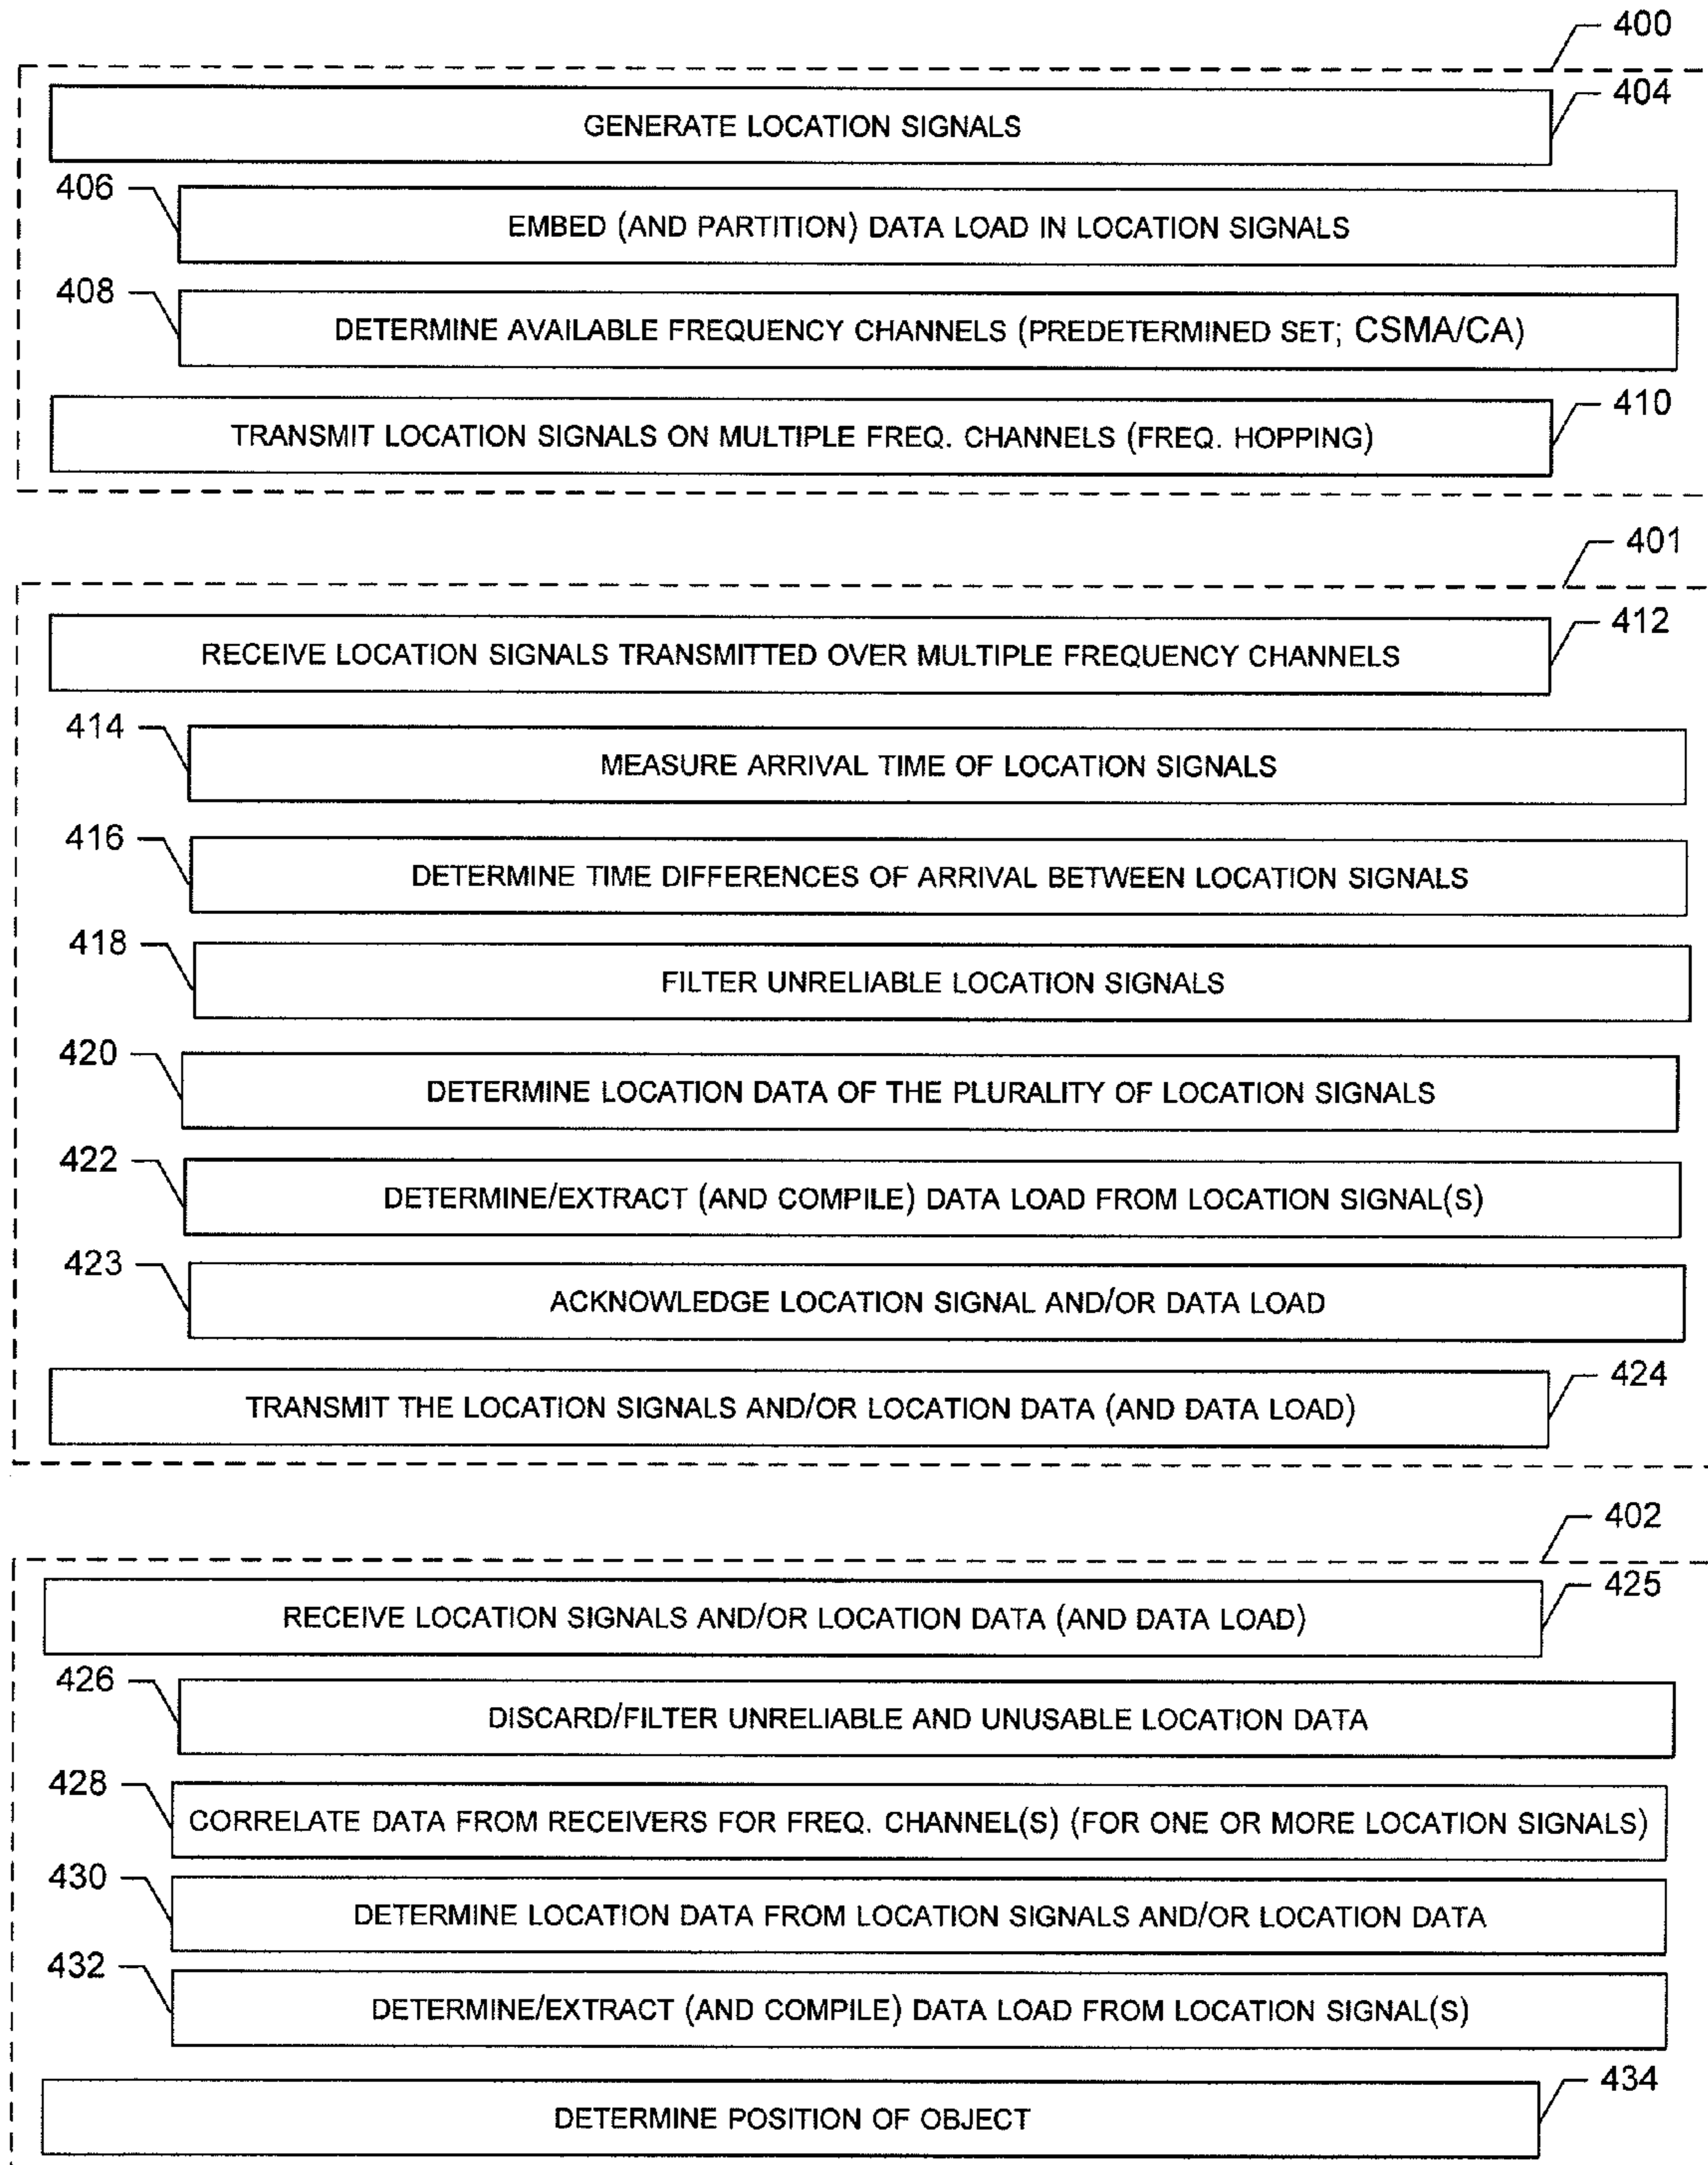 400
404
GENERATE LOCATION SIGNALS
406
EMBED (AND PARTITION) DATA LOAD IN LOCATION SIGNALS
408
DETERMINE AVAILABLE FREQUENCY CHANNELS (PREDETERMINED SET; CSMA/CA)
410
TRANSMIT LOCATION SIGNALS ON MULTIPLE FREQ. CHANNELS (FREQ. HOPPING)
401
412
RECEIVE LOCATION SIGNALS TRANSMITTED OVER MULTIPLE FREQUENCY CHANNELS
414
MEASURE ARRIVAL TIME OF LOCATION SIGNALS
416
DETERMINE TIME DIFFERENCES OF ARRIVAL BETWEEN LOCATION SIGNALS
418
FILTER UNRELIABLE LOCATION SIGNALS
420
DETERMINE LOCATION DATA OF THE PLURALITY OF LOCATION SIGNALS
422
DETERMINE/EXTRACT (AND COMPILE) DATA LOAD FROM LOCATION SIGNAL(S)
423
ACKNOWLEDGE LOCATION SIGNAL AND/OR DATA LOAD
424
TRANSMIT THE LOCATION SIGNALS AND/OR LOCATION DATA (AND DATA LOAD)
402
425
RECEIVE LOCATION SIGNALS AND/OR LOCATION DATA (AND DATA LOAD)
426
DISCARD/FILTER UNRELIABLE AND UNUSABLE LOCATION DATA
428
CORRELATE DATA FROM RECEIVERS FOR FREQ. CHANNEL(S) (FOR ONE OR MORE LOCATION SIGNALS)
430
DETERMINE LOCATION DATA FROM LOCATION SIGNALS AND/OR LOCATION DATA
432
DETERMINE/EXTRACT (AND COMPILE) DATA LOAD FROM LOCATION SIGNAL(S)
434
DETERMINE POSITION OF OBJECT